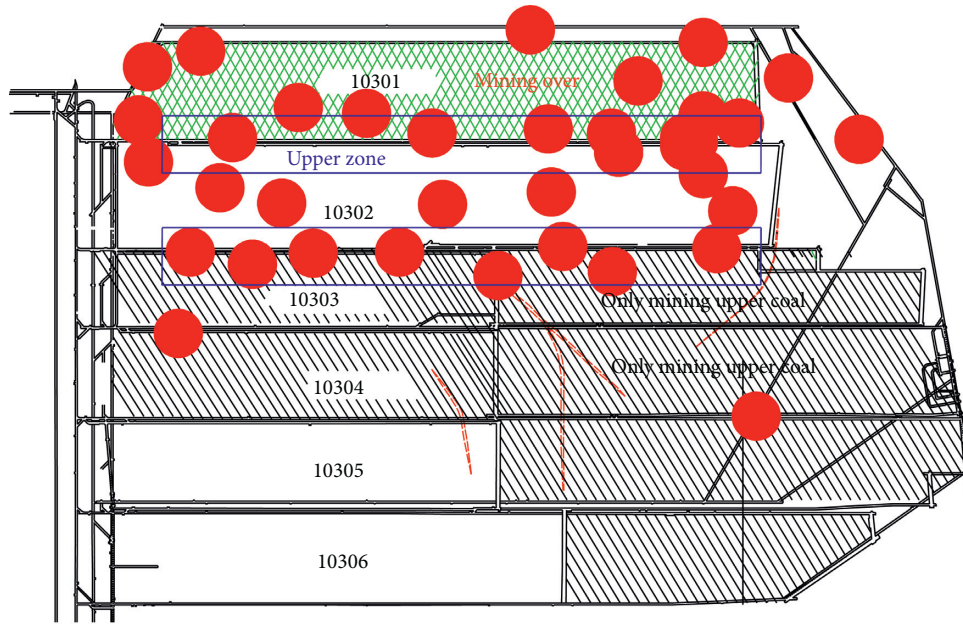 10301
Mining over
Upper zone
10302
10303
Only mining upper coal
Only mining upper coal
10304
10305
10306